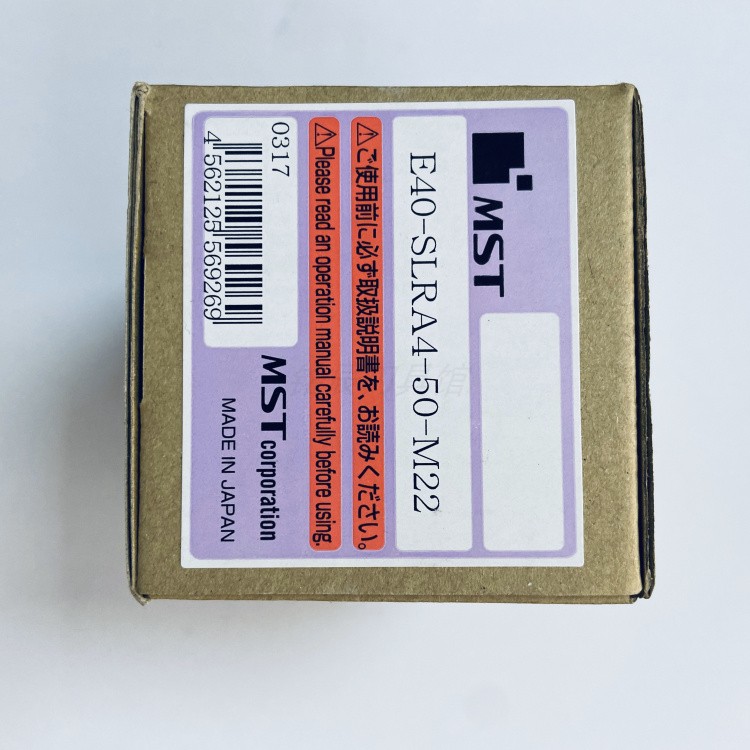 MST
E40-SLRA4-50-M22
⚠ご使用前に必ず取扱説明書を、お読みください。
⚠Please read an operation manual carefully before using.
0317
4 562125 569269
MST corporation
MADE IN JAPAN